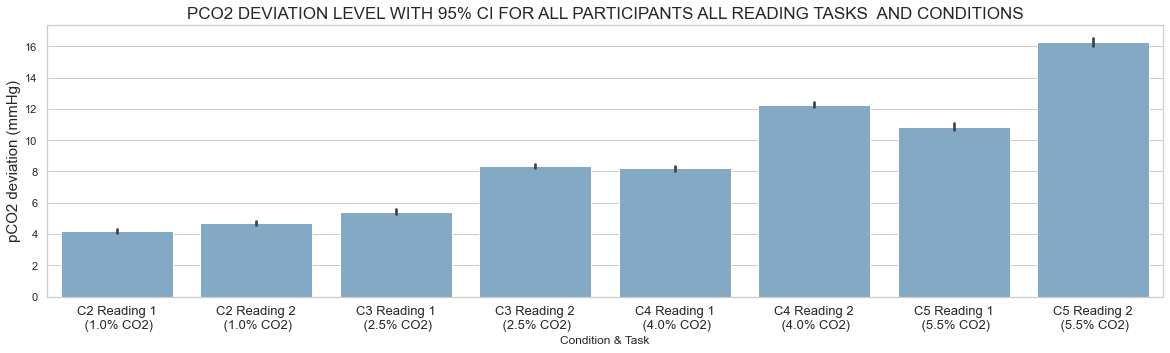 PCO2 DEVIATION LEVEL WITH 95% CI FOR ALL PARTICIPANTS ALL READING TASKS  AND CONDITIONS
pCO2 deviation (mmHg)
16
14
12
10
8
6
4
2
0
C2 Reading 1 C2 Reading 2 C3 Reading 1 C3 Reading 2 C4 Reading 1 C4 Reading 2 C5 Reading 1 C5 Reading 2
(1.0% CO2) (1.0% CO2) (2.5% CO2) (2.5% CO2) (4.0% CO2) (4.0% CO2) (5.5% CO2) (5.5% CO2)
Condition & Task